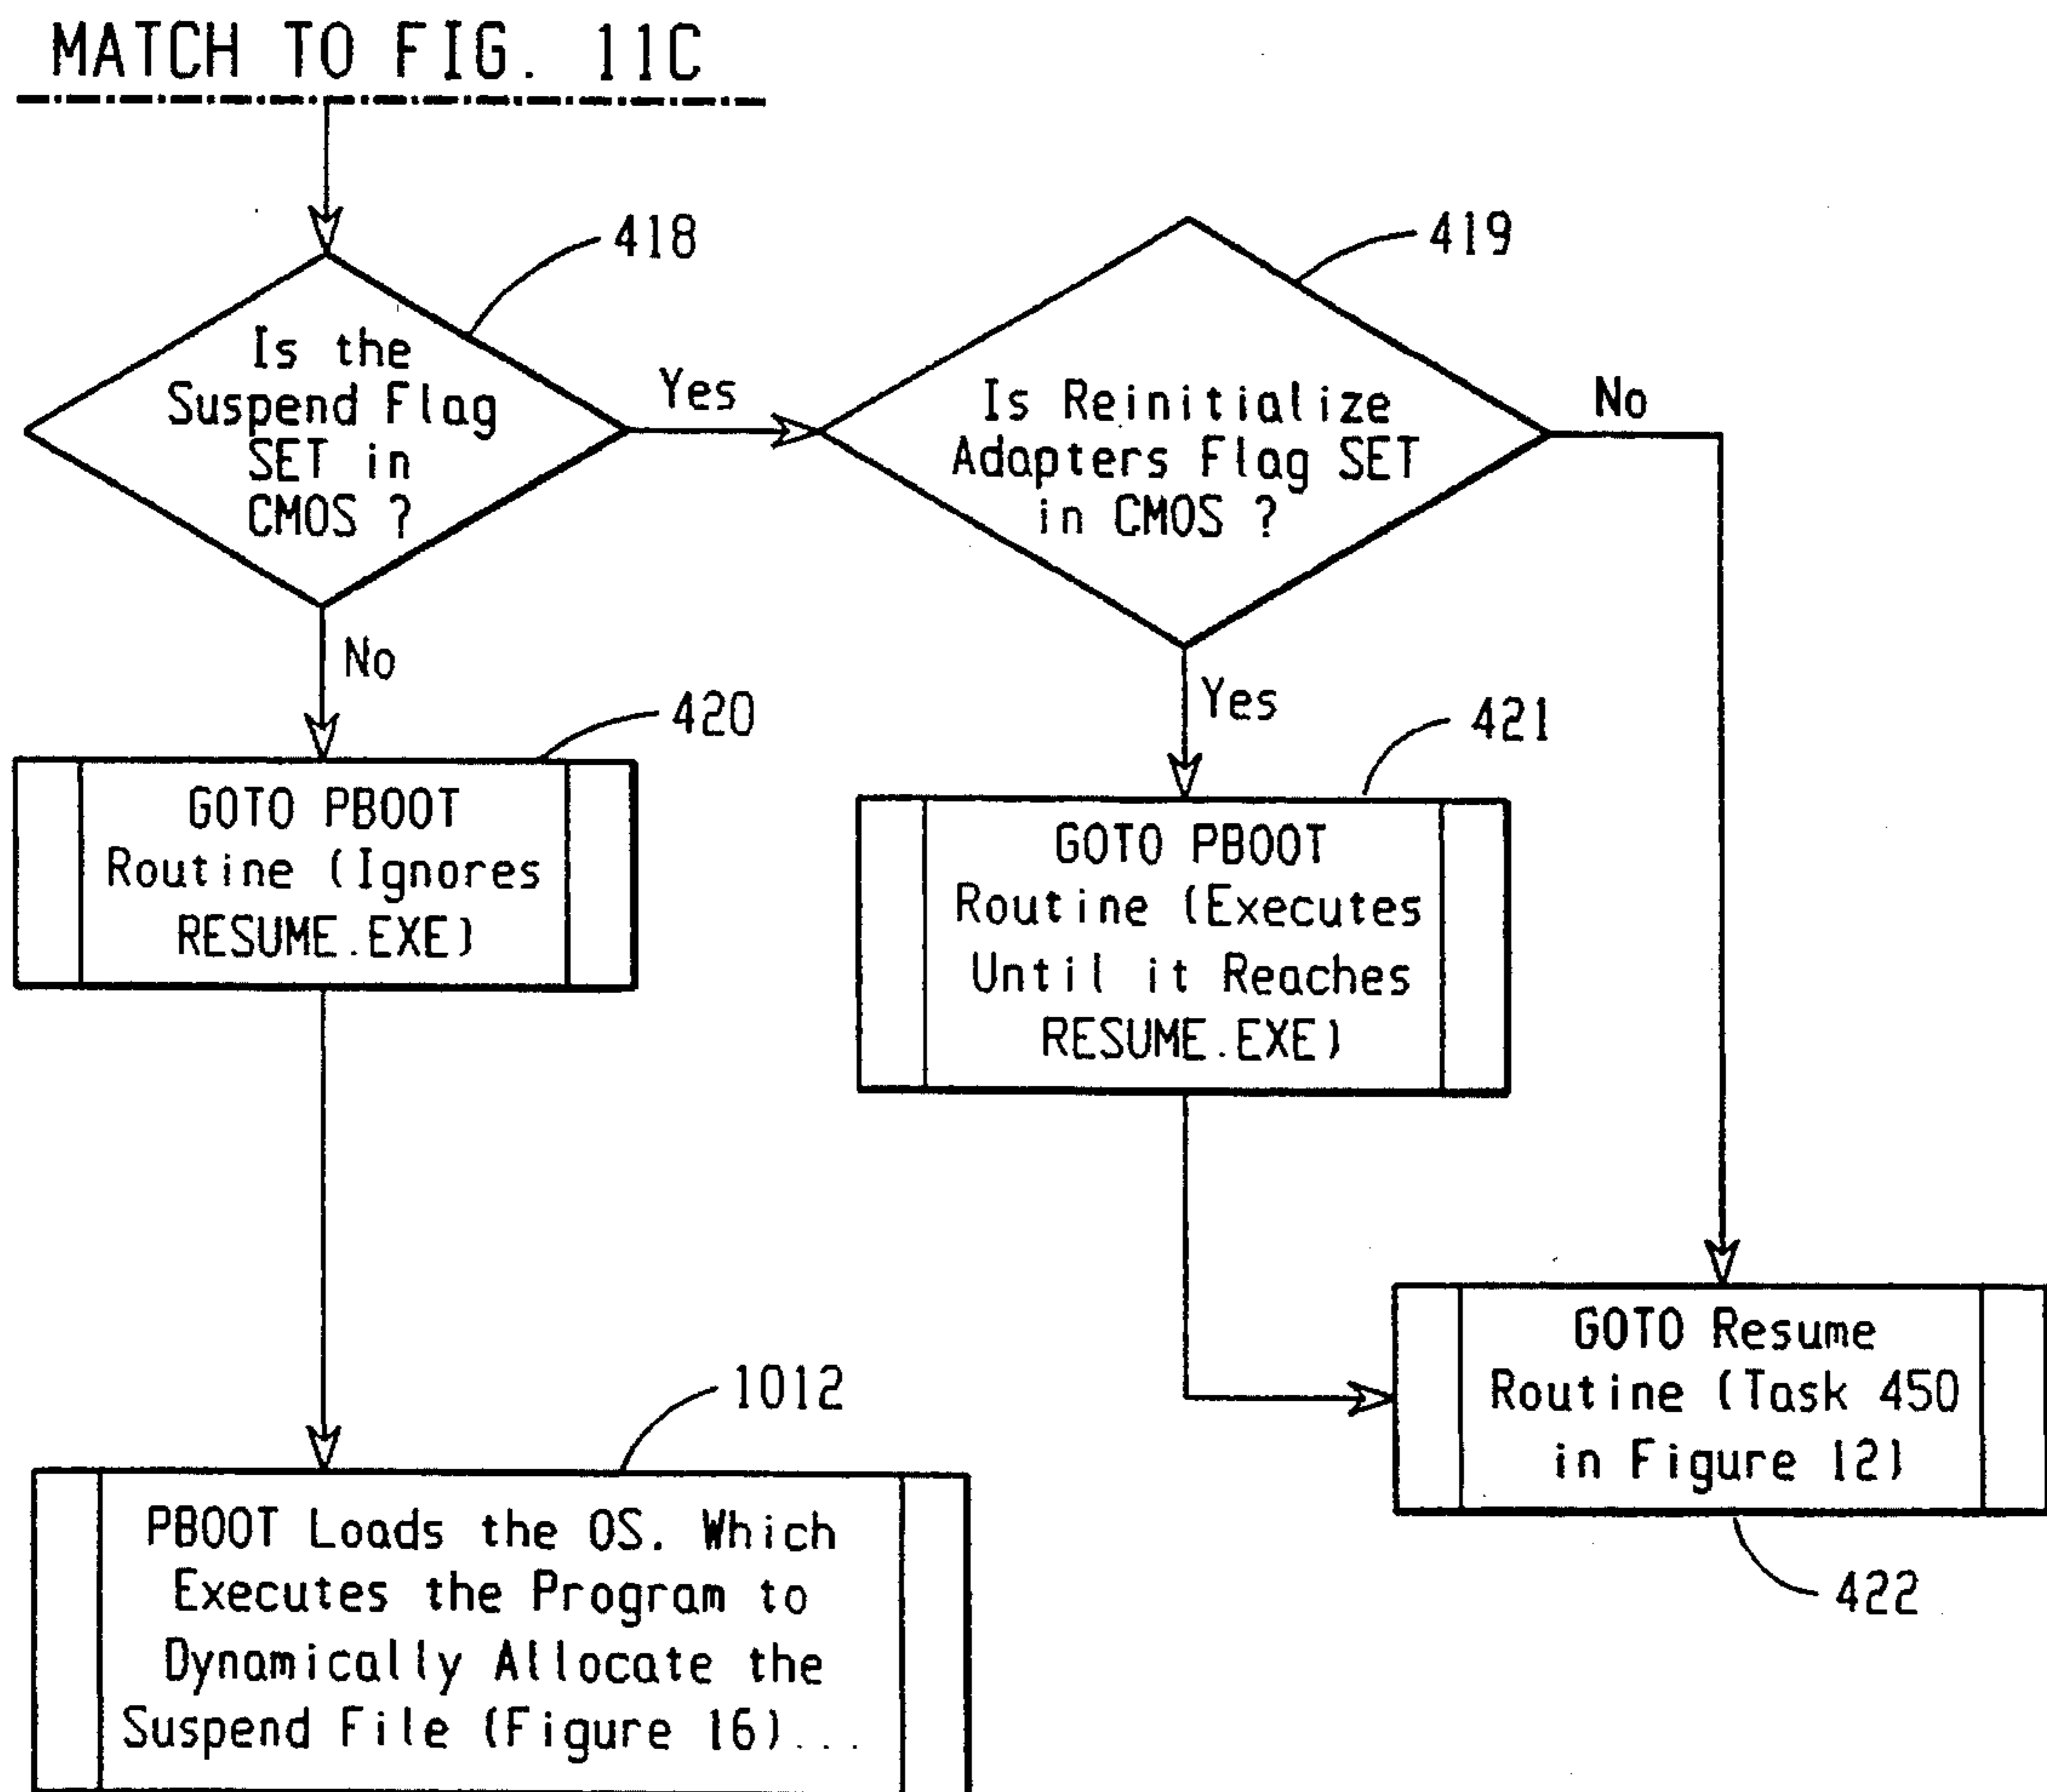 MATCH TO FIG. 11C
418
Is the
Suspend Flag
SET in
CMOS ?
Yes
No
419
Is Reinitialize
Adapters Flag SET
in CMOS ?
No
Yes
420
GOTO PBOOT
Routine (Ignores
RESUME.EXE)
421
GOTO PBOOT
Routine (Executes
Until it Reaches
RESUME.EXE)
GOTO Resume
Routine (Task 450
in Figure 12)
422
1012
PBOOT Loads the OS. Which
Executes the Program to
Dynamically Allocate the
Suspend File (Figure 16)...